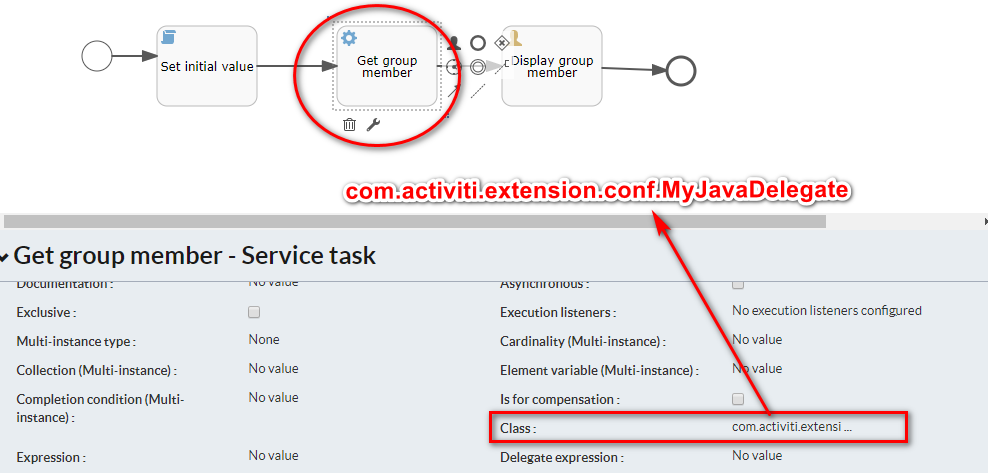 Set initial value
Get group
member
Display group
member
com.activiti.extension.conf.MyJavaDelegate
Get group member - Service task
Documentation :
No value
Asynchronous :
Exclusive :
Execution listeners :
No execution listeners configured
Multi-instance type :
None
Cardinality (Multi-instance) :
No value
Collection (Multi-instance) :
No value
Element variable (Multi-instance) :
No value
Completion condition (Multi-
instance) :
No value
Is for compensation :
Class :
com.activiti.extensi ...
Expression :
No value
Delegate expression :
No value